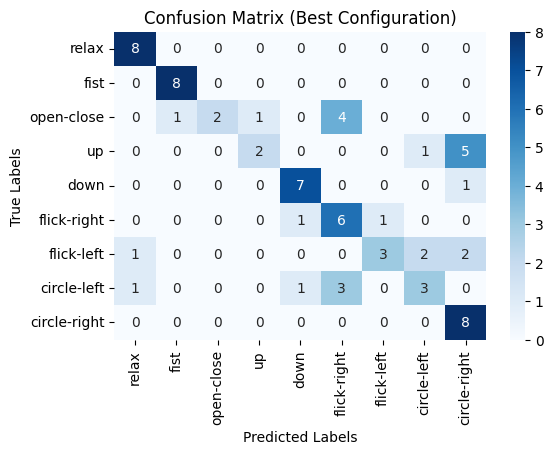 Confusion Matrix (Best Configuration)
True Labels
relax 8 0 0 0 0 0 0 0 0
fist 0 8 0 0 0 0 0 0 0
open-close 0 1 2 1 0 4 0 0 0
up 0 0 0 2 0 0 0 1 5
down 0 0 0 0 7 0 0 0 1
flick-right 0 0 0 0 1 6 1 0 0
flick-left 1 0 0 0 0 0 3 2 2
circle-left 1 0 0 0 1 3 0 3 0
circle-right 0 0 0 0 0 0 0 0 8
relax fist open-close up down flick-right flick-left circle-left circle-right
Predicted Labels
8
7
6
5
4
3
2
1
0